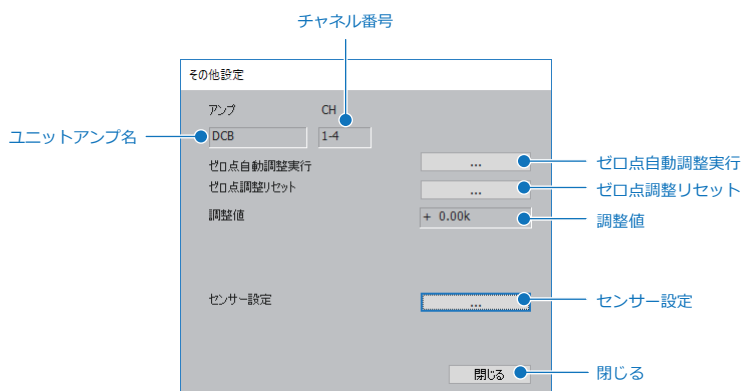 チャネル番号
その他設定
アンプ CH
ユニットアンプ名 DCB 1-4
ゼロ点自動調整実行 ... ゼロ点自動調整実行
ゼロ点調整リセット ... ゼロ点調整リセット
調整値 + 0.00k 調整値
センサー設定 ... センサー設定
閉じる 閉じる